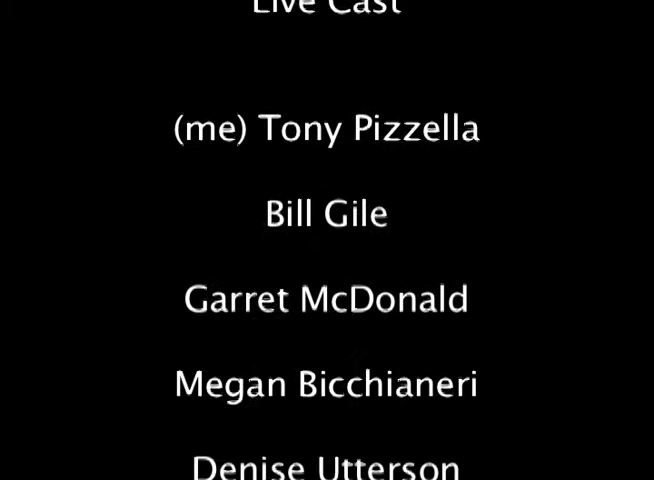 Live Cast
(me) Tony Pizzella
Bill Gile
Garret McDonald
Megan Bicchianeri
Denise Utterson